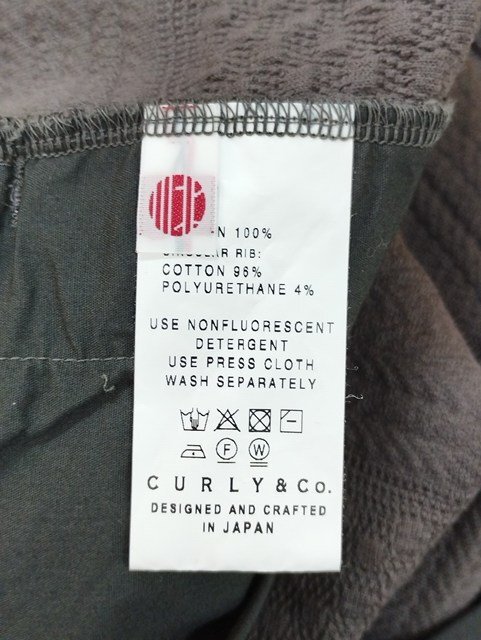 100%
RIB:
COTTON 96%
POLYURETHANE 4%
USE NONFLUORESCENT
DETERGENT
USE PRESS CLOTH
WASH SEPARATELY
F W
CURLY & Co.
DESIGNED AND CRAFTED
IN JAPAN